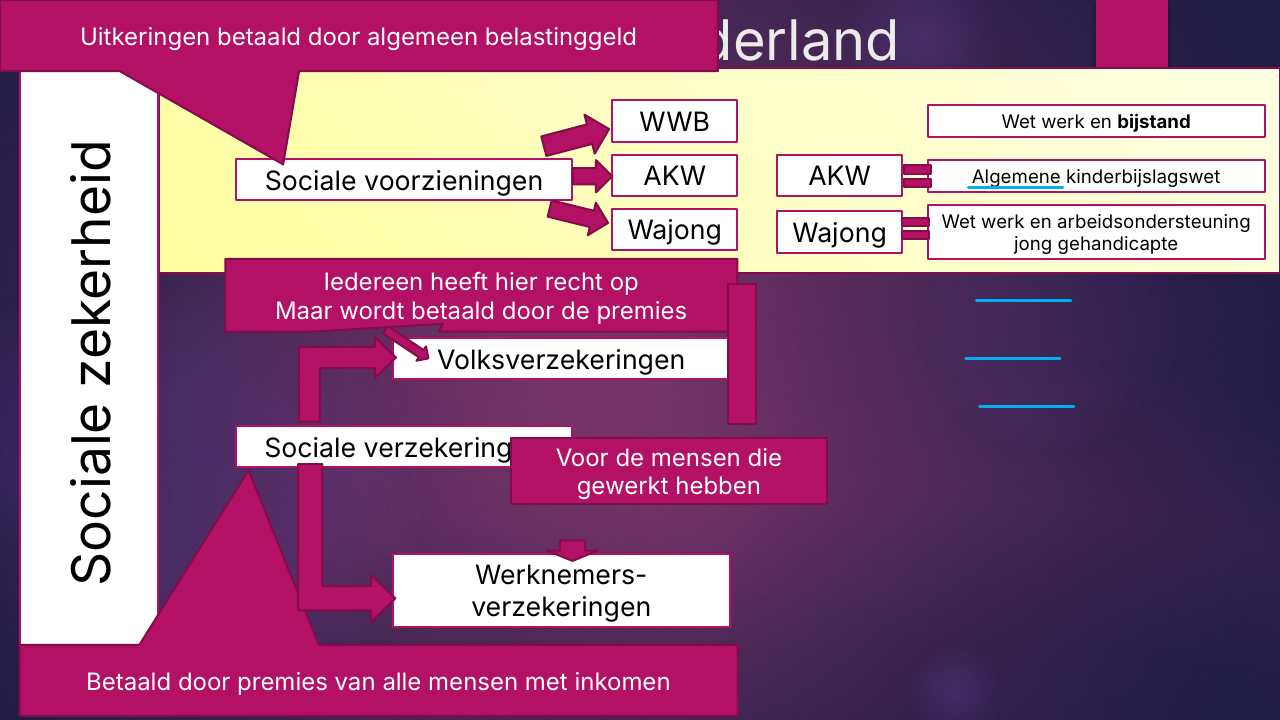 Uitkeringen betaald door algemeen belastinggeld
derland
Sociale zekerheid
Sociale voorzieningen
WWB
AKW
Wajong
AKW
Wajong
Wet werk en bijstand
Algemene kinderbijslagswet
Wet werk en arbeidsondersteuning
jong gehandicapte
Iedereen heeft hier recht op
Maar wordt betaald door de premies
Volksverzekeringen
Sociale verzekering
Voor de mensen die
gewerkt hebben
Werknemers-
verzekeringen
Betaald door premies van alle mensen met inkomen